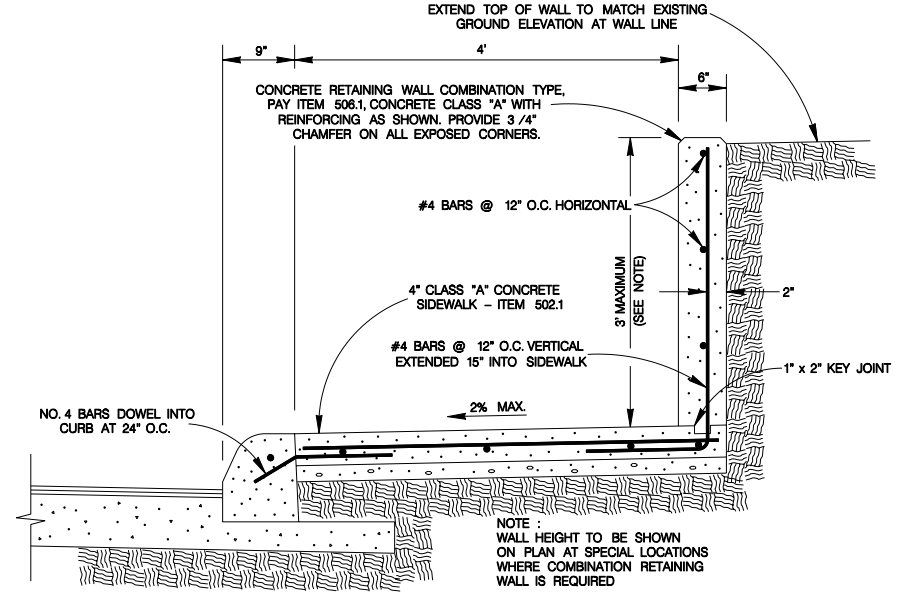 EXTEND TOP OF WALL TO MATCH EXISTING
GROUND ELEVATION AT WALL LINE
9"
4'
6"
CONCRETE RETAINING WALL COMBINATION TYPE,
PAY ITEM 506.1, CONCRETE CLASS "A" WITH
REINFORCING AS SHOWN. PROVIDE 3 /4"
CHAMFER ON ALL EXPOSED CORNERS.
#4 BARS @ 12" O.C. HORIZONTAL
3' MAXIMUM
(SEE NOTE)
4" CLASS "A" CONCRETE
SIDEWALK - ITEM 502.1
2"
#4 BARS @ 12" O.C. VERTICAL
EXTENDED 15" INTO SIDEWALK
1" x 2" KEY JOINT
2% MAX.
NO. 4 BARS DOWEL INTO
CURB AT 24" O.C.
NOTE :
WALL HEIGHT TO BE SHOWN
ON PLAN AT SPECIAL LOCATIONS
WHERE COMBINATION RETAINING
WALL IS REQUIRED